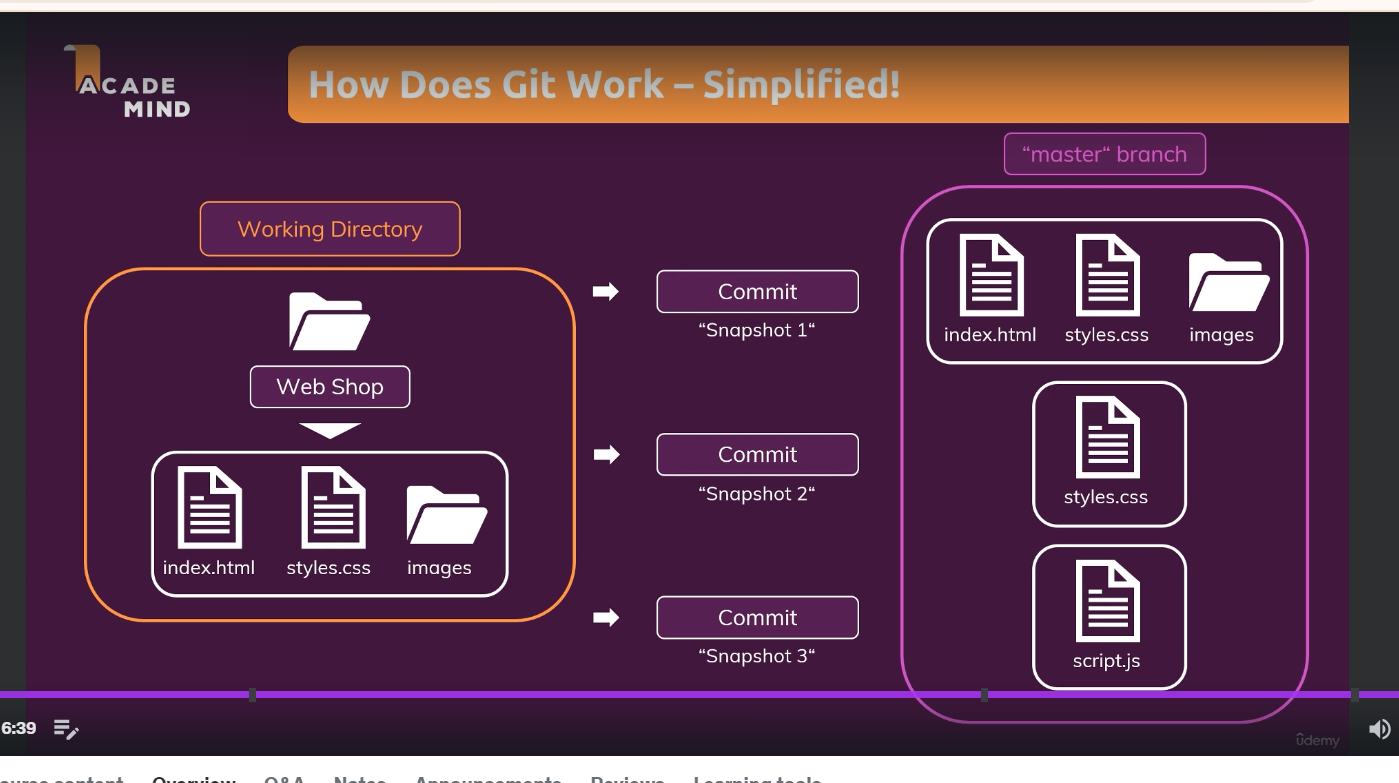 ACADE
MIND
How Does Git Work – Simplified!
"master" branch
Working Directory
Web Shop
index.html
styles.css
images
Commit
"Snapshot 1"
Commit
"Snapshot 2"
Commit
"Snapshot 3"
index.html
styles.css
images
styles.css
script.js
6:39
ûdemy
Overview
Q&A
Notes
Announcements
Reviews
Learning tools